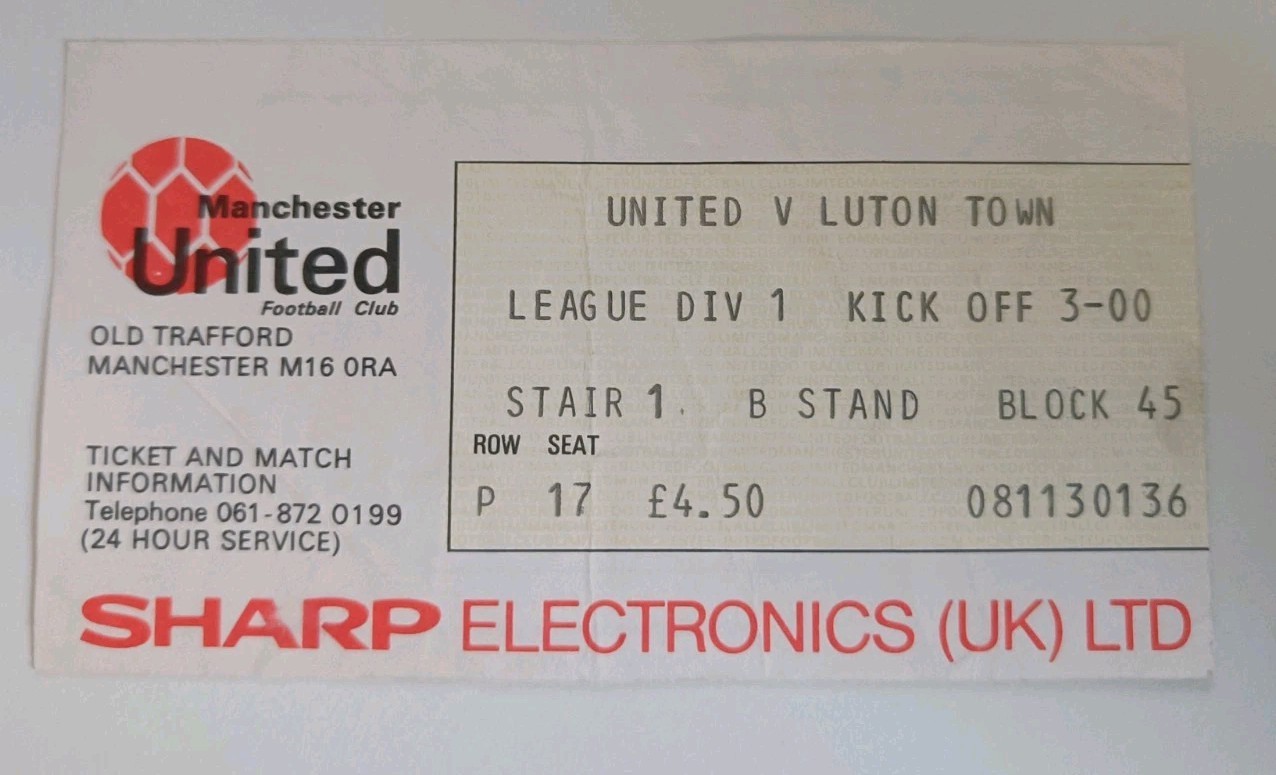 Manchester
United
Football Club
OLD TRAFFORD
MANCHESTER M16 0RA
TICKET AND MATCH
INFORMATION
Telephone 061-872 0199
(24 HOUR SERVICE)
UNITED V LUTON TOWN
LEAGUE DIV 1 KICK OFF 3-00
STAIR 1. B STAND BLOCK 45
ROW SEAT
P 17 £4.50 081130136
SHARP ELECTRONICS (UK) LTD